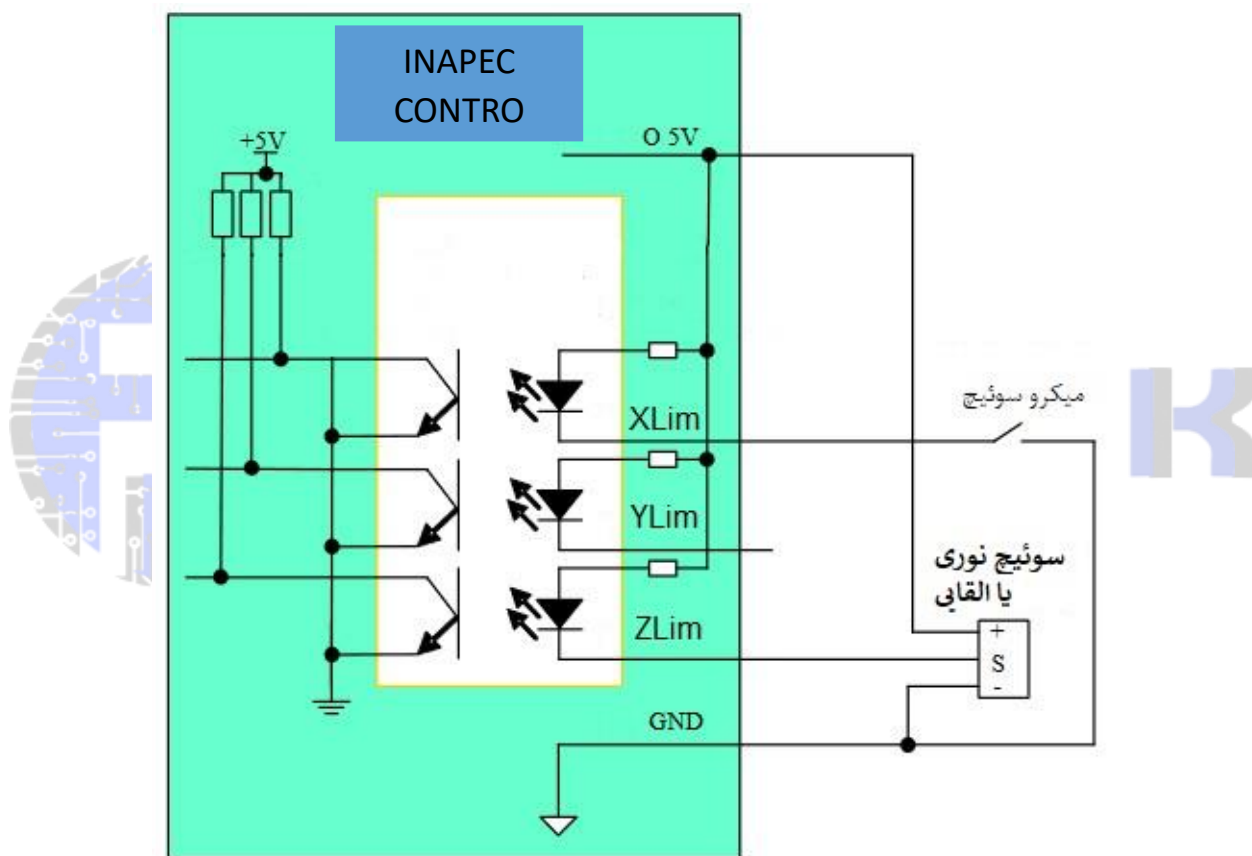 INAPEC
CONTRO
+5V
O 5V
XLim
میکرو سوئیچ
YLim
سوئیچ نوری
یا القایی
ZLim
+
S
-
GND